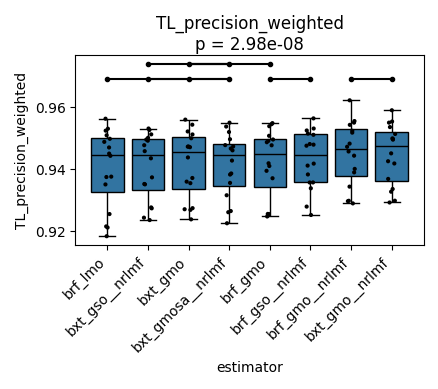 TL_precision_weighted
p = 2.98e-08
TL_precision_weighted
0.96
0.94
0.92
brf_lmo
bxt_gso__nrlmf
bxt_gmo
bxt_gmosa__nrlmf
brf_gmo
brf_gso__nrlmf
brf_gmo__nrlmf
bxt_gmo__nrlmf
estimator